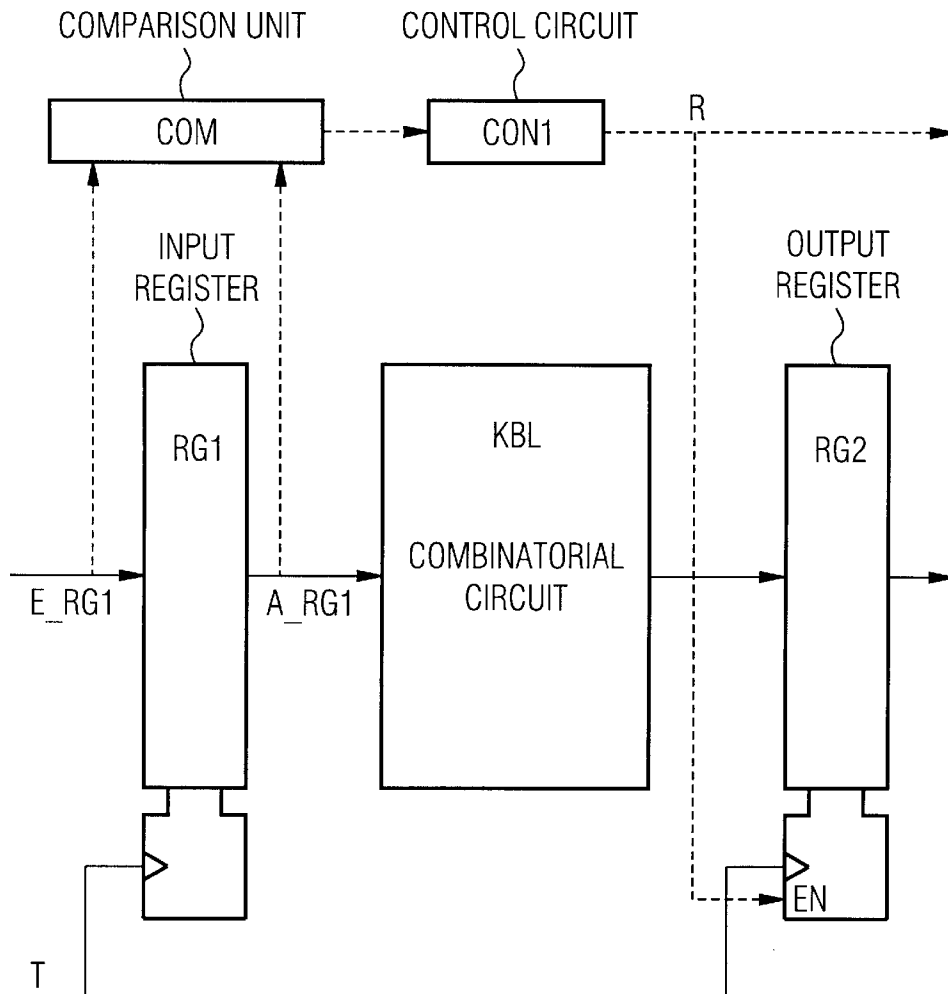 COMPARISON UNIT
CONTROL CIRCUIT
COM
CON1
R
INPUT
REGISTER
OUTPUT
REGISTER
RG1
KBL
COMBINATORIAL
CIRCUIT
RG2
E_RG1
A_RG1
EN
T